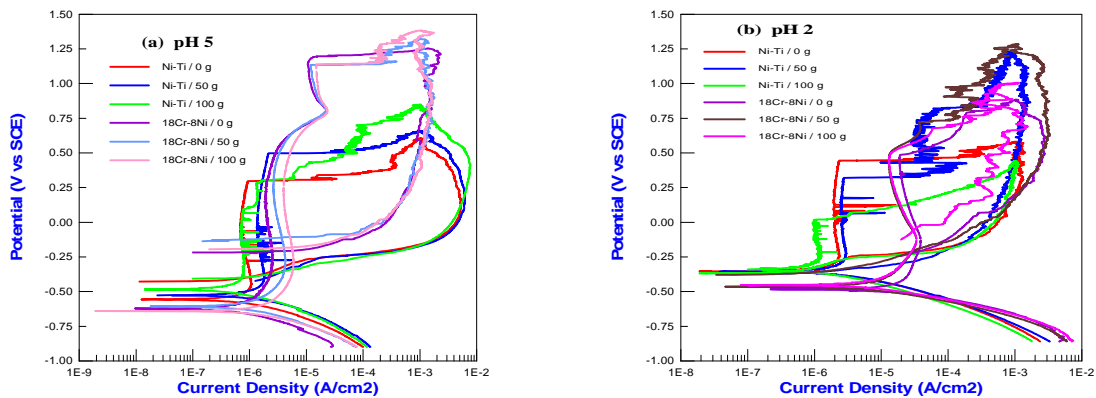 (a) pH 5
Ni-Ti / 0 g
Ni-Ti / 50 g
Ni-Ti / 100 g
18Cr-8Ni / 0 g
18Cr-8Ni / 50 g
18Cr-8Ni / 100 g
Potential (V vs SCE)
1.50
1.25
1.00
0.75
0.50
0.25
0.00
-0.25
-0.50
-0.75
-1.00
1E-9 1E-8 1E-7 1E-6 1E-5 1E-4 1E-3 1E-2
Current Density (A/cm2)
(b) pH 2
Ni-Ti / 0 g
Ni-Ti / 50 g
Ni-Ti / 100 g
18Cr-8Ni / 0 g
18Cr-8Ni / 50 g
18Cr-8Ni / 100 g
Potential (V vs SCE)
1.50
1.25
1.00
0.75
0.50
0.25
0.00
-0.25
-0.50
-0.75
-1.00
1E-8 1E-7 1E-6 1E-5 1E-4 1E-3 1E-2
Current Density (A/cm2)